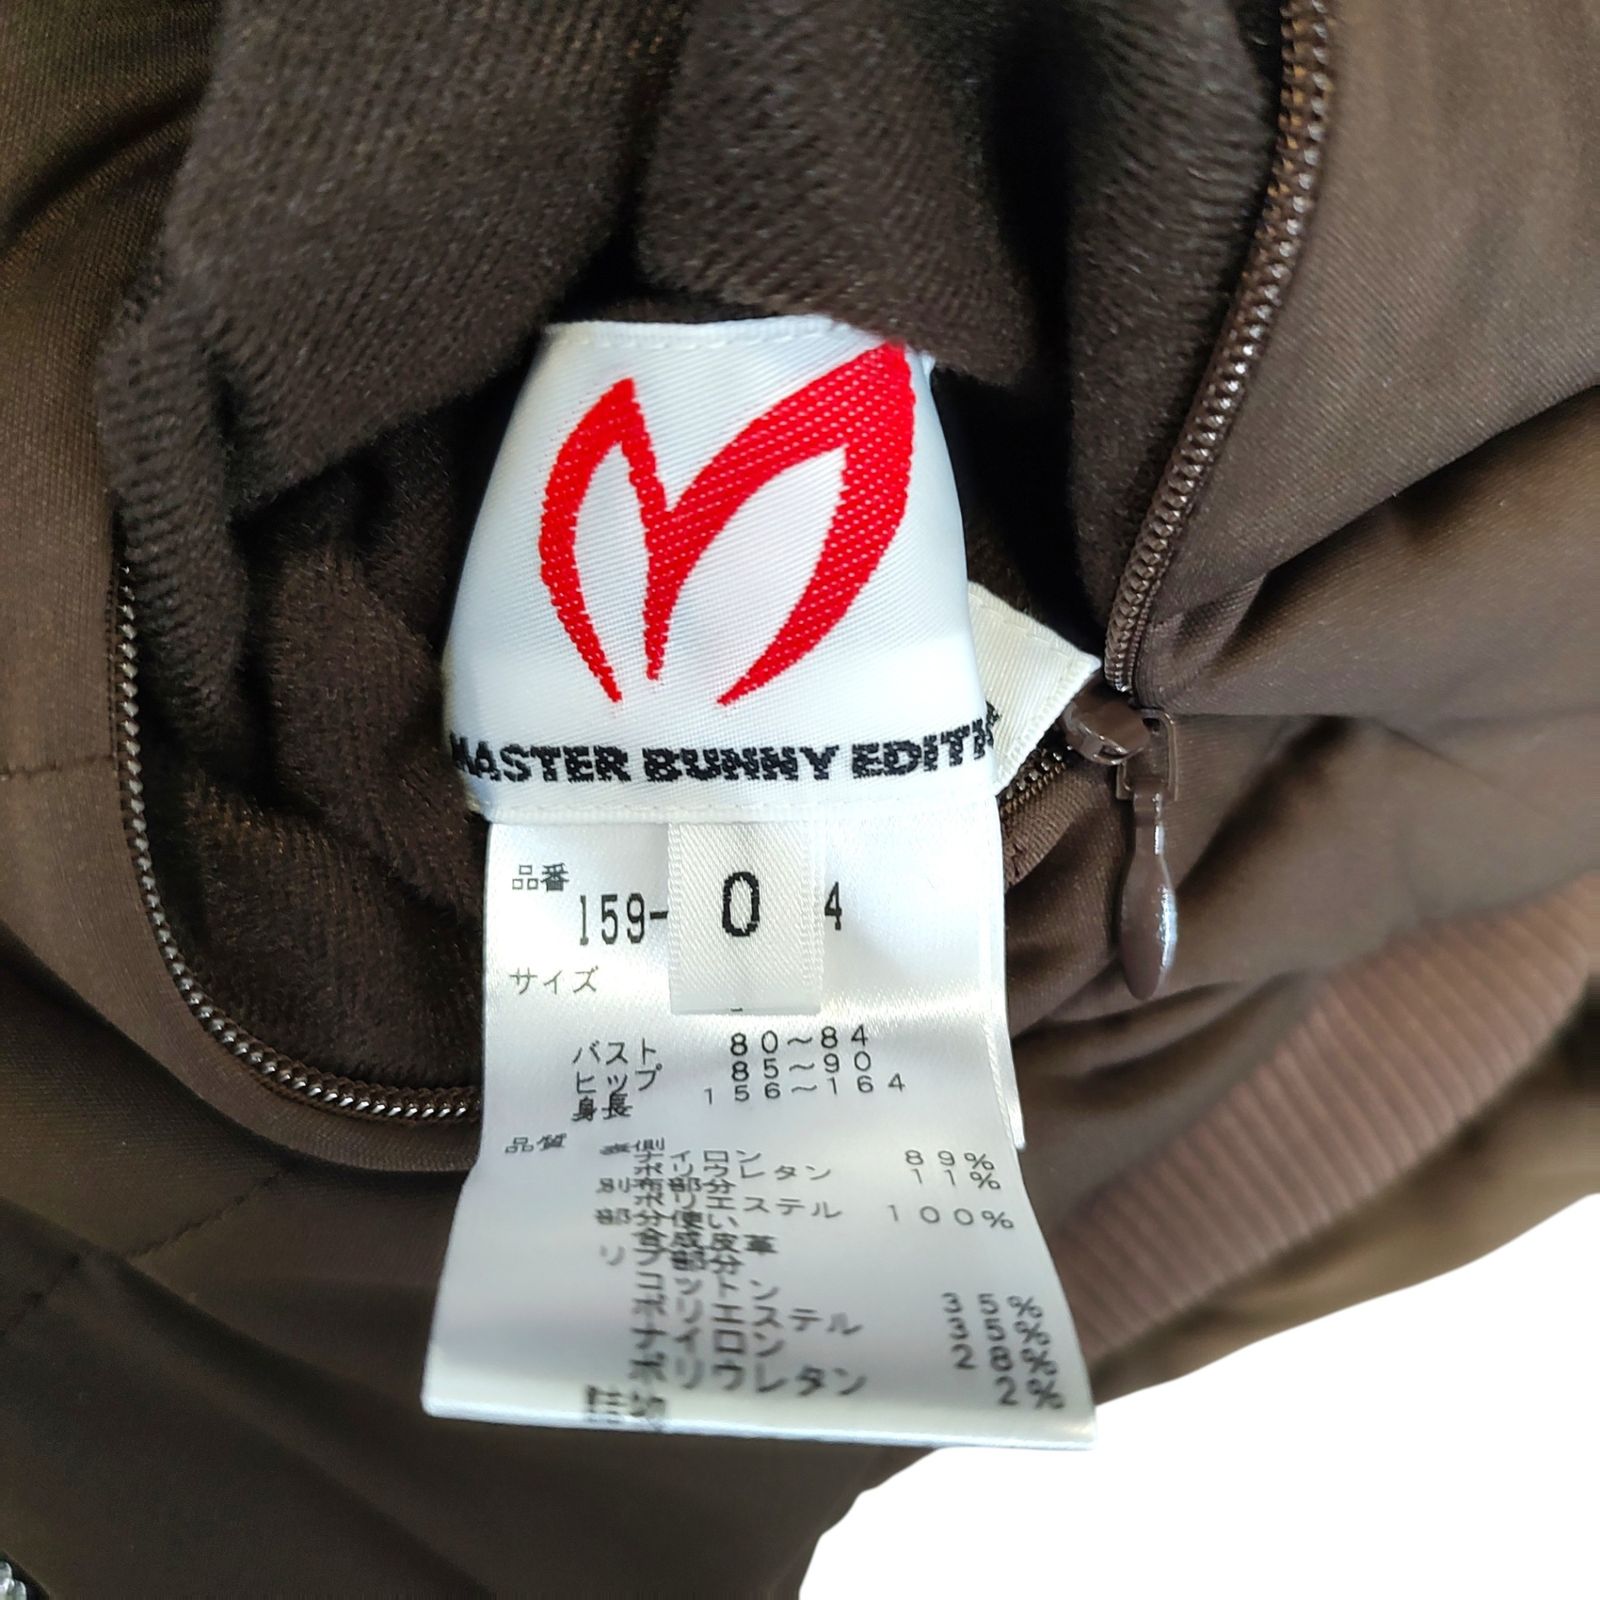 MASTER BUNNY EDITI
品番
159-
0
4
サイズ
バスト 80～84
ヒップ 85～90
身長 156～164
品質 表側
ナイロン 89%
ポリウレタン 11%
別布部分
ポリエステル 100%
部分使い
合成皮革
リブ部分
コットン 35%
ポリエステル 35%
ナイロン 28%
ポリウレタン 2%